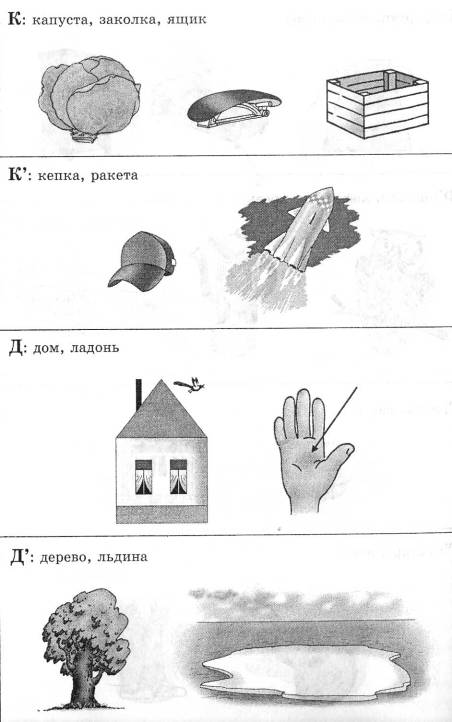 К: капуста, заколка, ящик
К’: кепка, ракета
Д: дом, ладонь
Д’: дерево, льдина